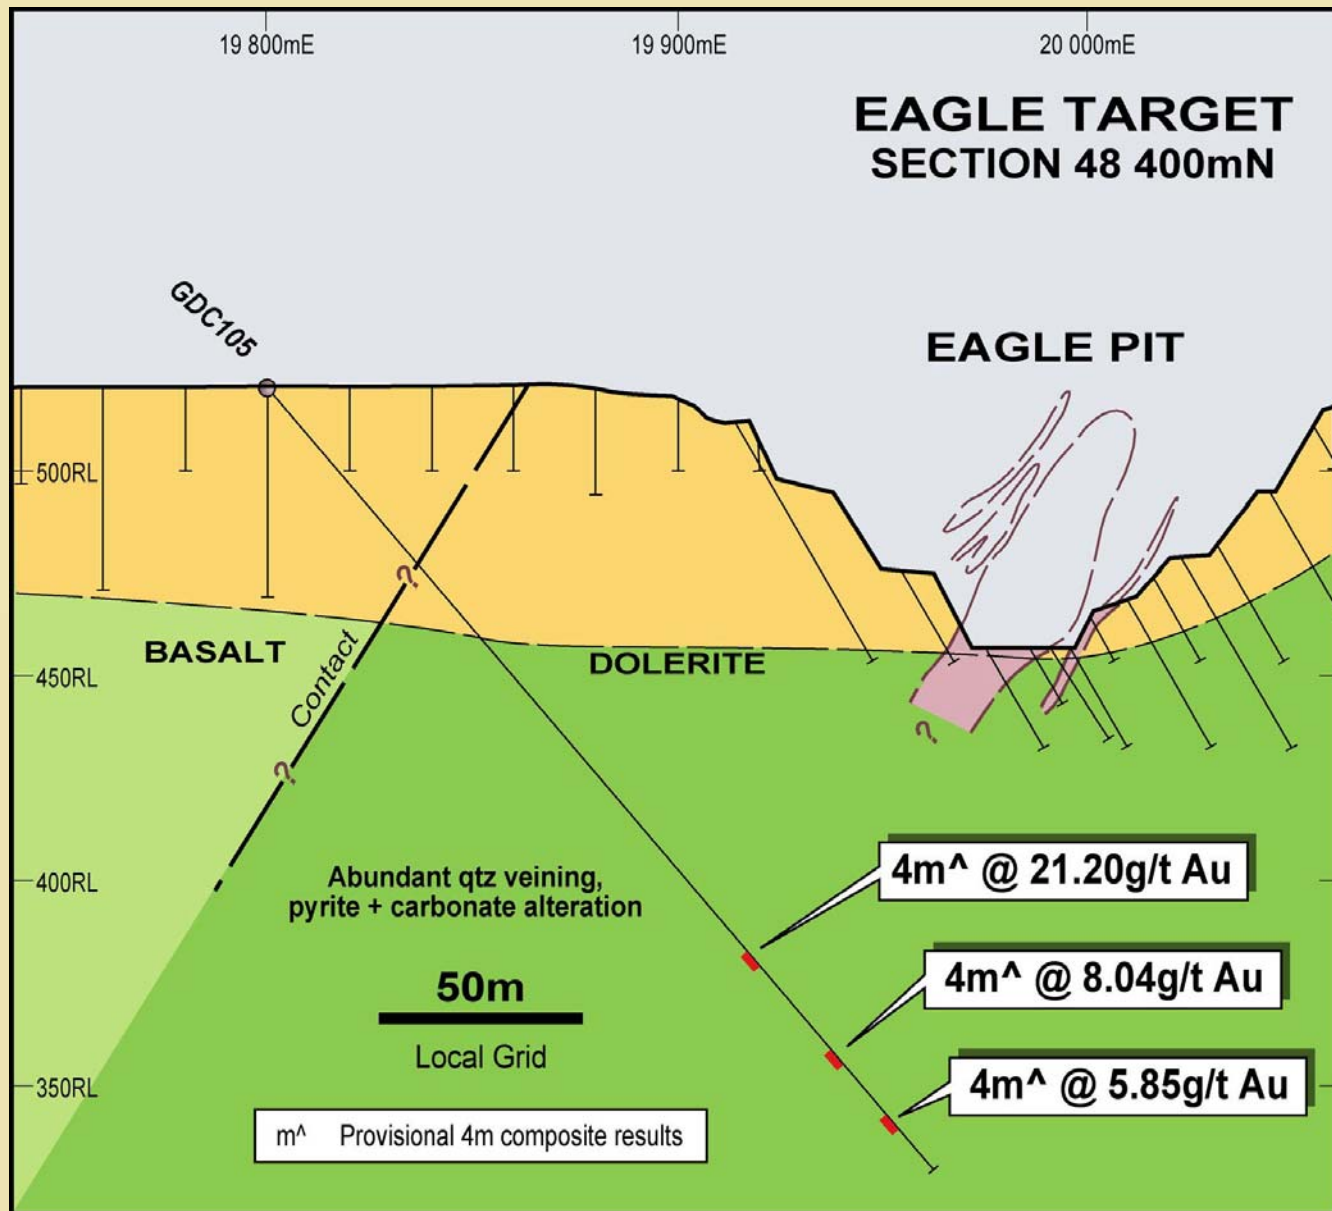 19 800mE
19 900mE
20 000mE
EAGLE TARGET
SECTION 48 400mN
GDC105
EAGLE PIT
500RL
?
BASALT
Contact
DOLERITE
450RL
?
?
400RL
Abundant qtz veining,
pyrite + carbonate alteration
4m^ @ 21.20g/t Au
50m
Local Grid
4m^ @ 8.04g/t Au
350RL
4m^ @ 5.85g/t Au
m^ Provisional 4m composite results